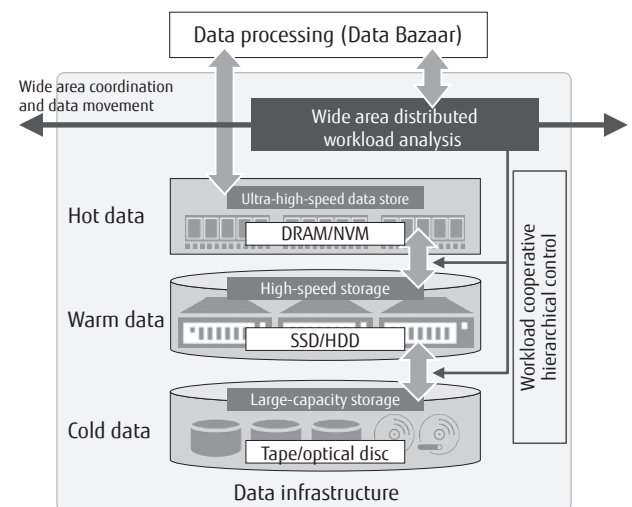 Data processing (Data Bazaar)
Wide area coordination
and data movement
Wide area distributed
workload analysis
Ultra-high-speed data store
Hot data
DRAM/NVM
High-speed storage
Warm data
SSD/HDD
Workload cooperative
hierarchical control
Large-capacity storage
Cold data
Tape/optical disc
Data infrastructure